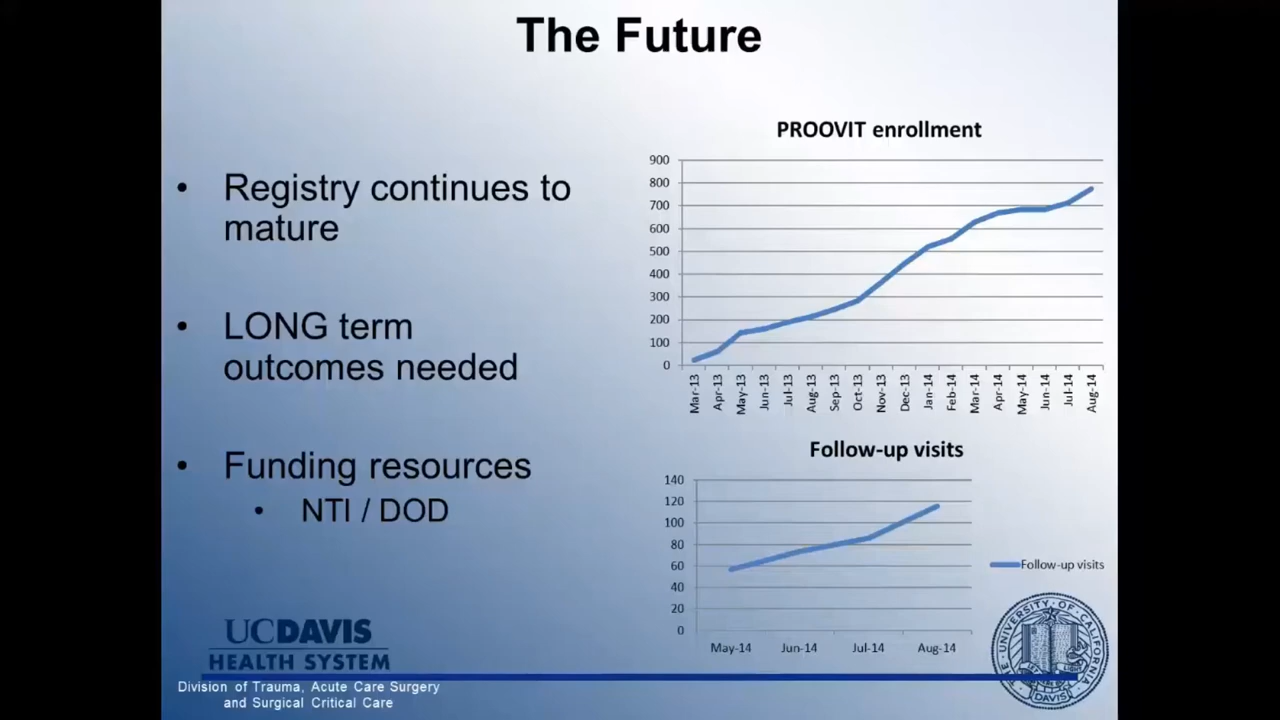 The Future
Registry continues to
mature
LONG term
outcomes needed
Funding resources
NTI / DOD
PROOVIT enrollment
900
800
700
600
500
400
300
200
100
0
Mar-13
Apr-13
May-13
Jun-13
Jul-13
Aug-13
Sep-13
Oct-13
Nov-13
Dec-13
Jan-14
Feb-14
Mar-14
Apr-14
May-14
Jun-14
Jul-14
Aug-14
Follow-up visits
140
120
100
80
60
40
20
0
May-14 Jun-14 Jul-14 Aug-14
Follow-up visits
UCDAVIS
HEALTH SYSTEM
Division of Trauma, Acute Care Surgery
and Surgical Critical Care
THE UNIVERSITY OF CALIFORNIA
DAVIS